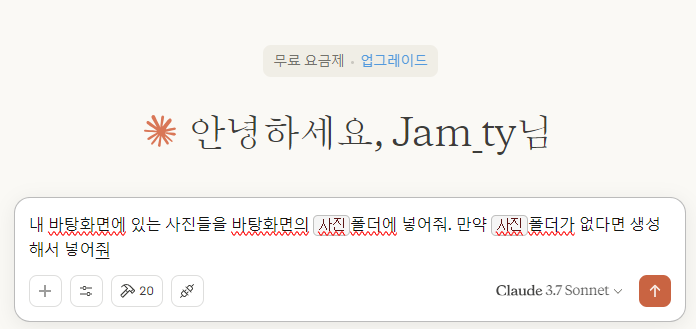 무료 요금제 • 업그레이드
안녕하세요, Jam_ty님
내 바탕화면에 있는 사진들을 바탕화면의 사진폴더에 넣어줘. 만약 사진폴더가 없다면 생성
해서 넣어줘
20
Claude 3.7 Sonnet